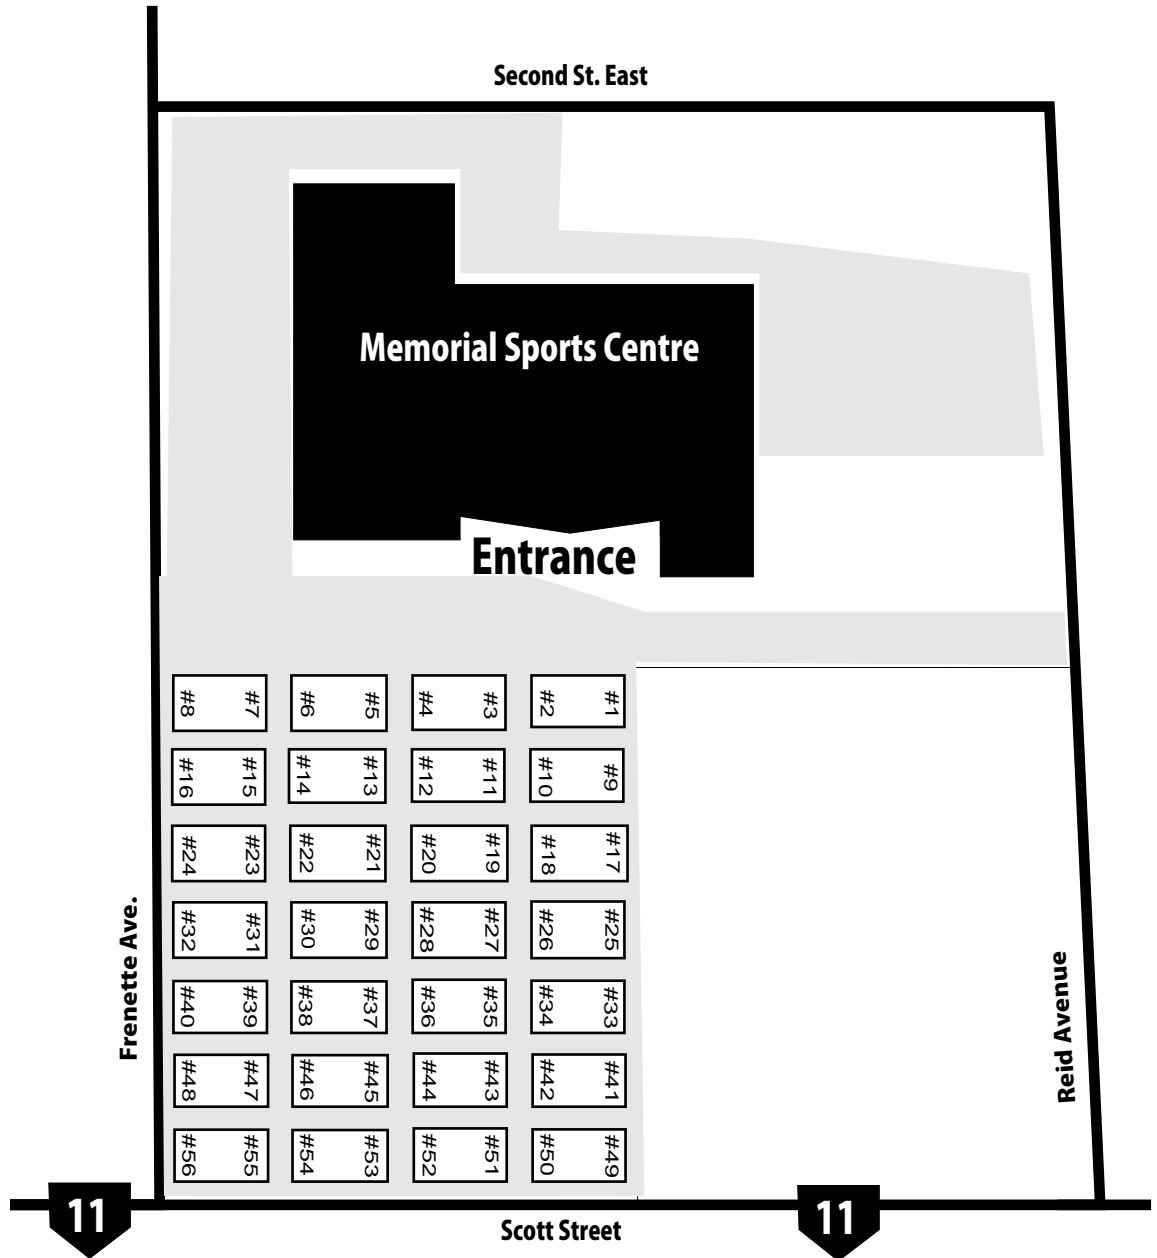 Second St. East
Memorial Sports Centre
Entrance
#8 #7 #6 #5 #4 #3 #2 #1
#16 #15 #14 #13 #12 #11 #10 #9
#24 #23 #22 #21 #20 #19 #18 #17
#32 #31 #30 #29 #28 #27 #26 #25
#40 #39 #38 #37 #36 #35 #34 #33
#48 #47 #46 #45 #44 #43 #42 #41
#56 #55 #54 #53 #52 #51 #50 #49
Frenette Ave.
Reid Avenue
11
Scott Street
11